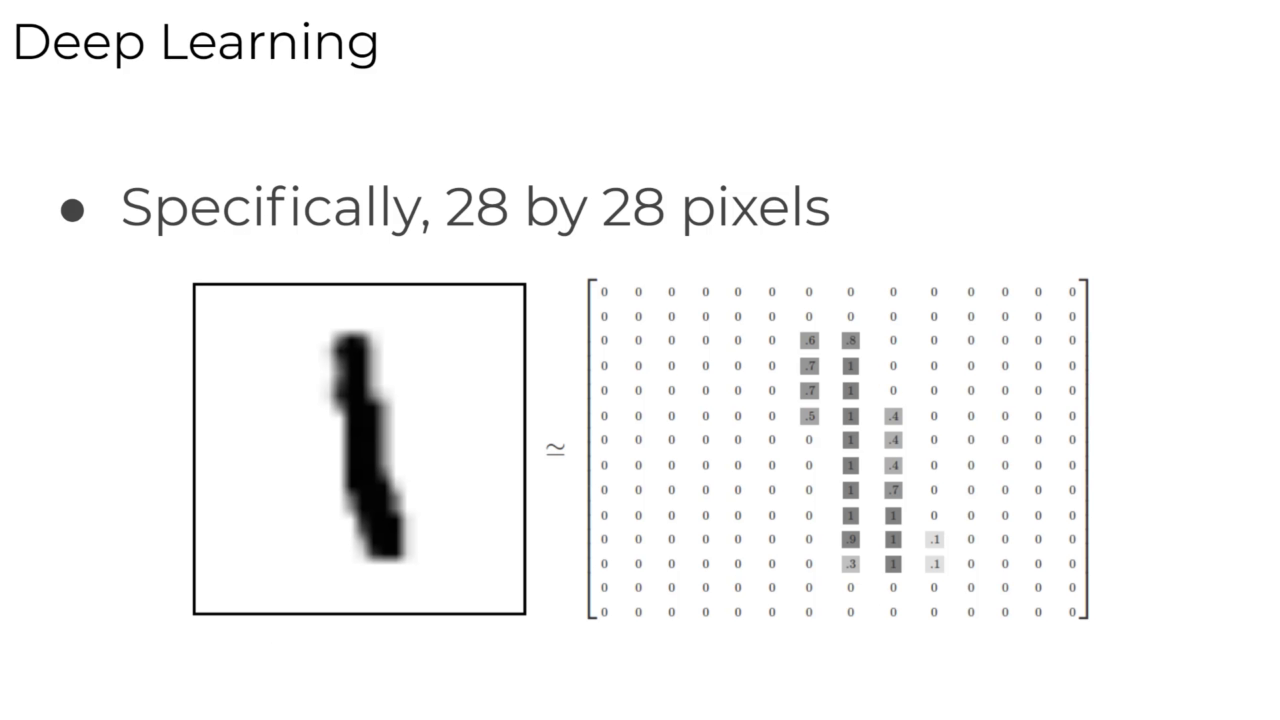 Deep Learning
● Specifically, 28 by 28 pixels
≃
0 0 0 0 0 0 0 0 0 0 0 0 0 0
0 0 0 0 0 0 0 0 0 0 0 0 0 0
0 0 0 0 0 0 .6 .8 0 0 0 0 0 0
0 0 0 0 0 0 .7 1 0 0 0 0 0 0
0 0 0 0 0 0 .7 1 0 0 0 0 0 0
0 0 0 0 0 0 .5 1 .4 0 0 0 0 0
0 0 0 0 0 0 0 1 .4 0 0 0 0 0
0 0 0 0 0 0 0 1 .4 0 0 0 0 0
0 0 0 0 0 0 0 1 .7 0 0 0 0 0
0 0 0 0 0 0 0 1 1 0 0 0 0 0
0 0 0 0 0 0 0 .9 1 .1 0 0 0 0
0 0 0 0 0 0 0 .3 1 .1 0 0 0 0
0 0 0 0 0 0 0 0 0 0 0 0 0 0
0 0 0 0 0 0 0 0 0 0 0 0 0 0